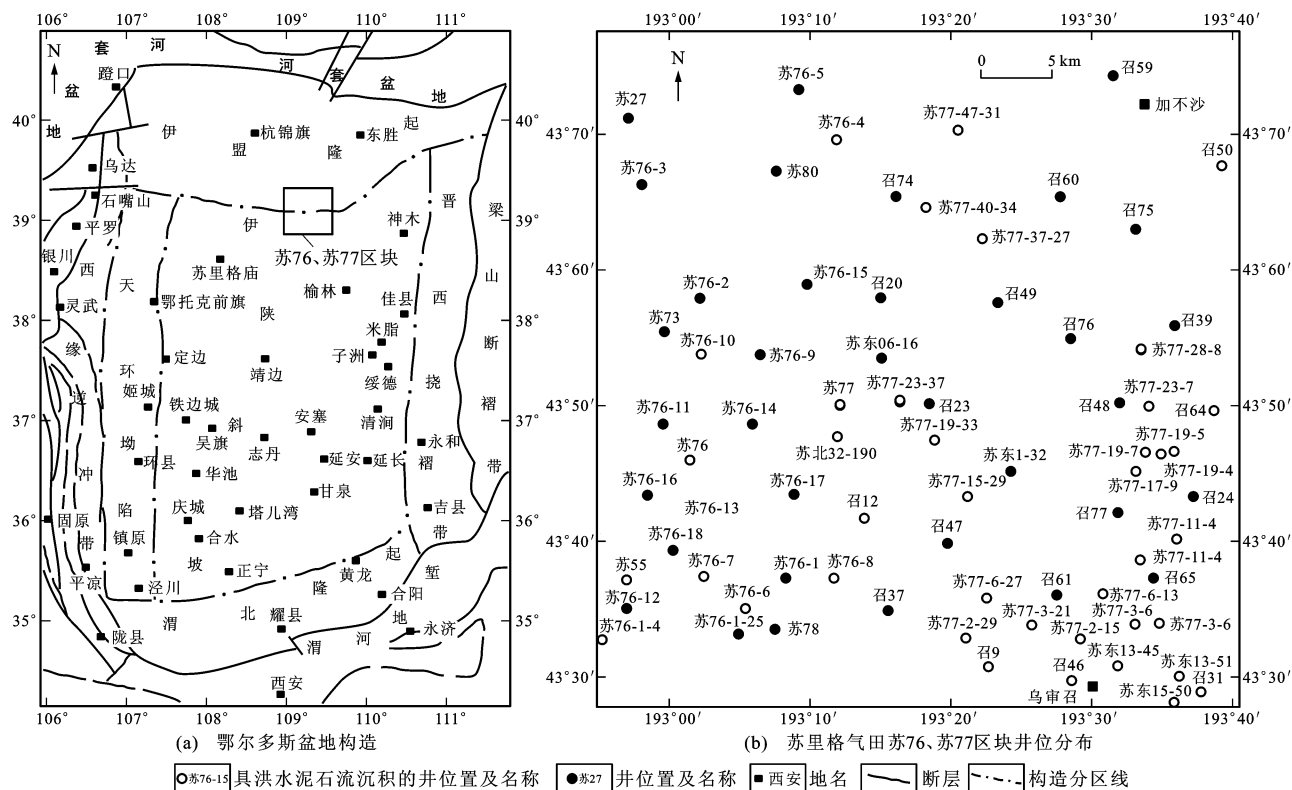 106° 107° 108° 109° 110° 111°
套 河
N
盆
蹬口
河 套 盆 地
40°
地
伊
盟
杭锦旗
隆
东胜
起
40°
乌达
石嘴山
39°
平罗
伊
晋
神木
梁
39°
苏76、苏77区块
银川
西
天
苏里格庙
山
灵武
鄂托克前旗
榆林
佳县
西
38°
陕
38°
缘
定边
靖边
米脂
子洲
绥德
断
环
逆
姬城
铁边城
挠
褶
37°
吴旗
斜
志丹
安塞
清涧
37°
坳
永和
环县
华池
延安
延长
褶
带
冲
甘泉
固原
陷
庆城
塔儿湾
吉县
36°
36°
带
镇原
合水
带
平凉
泾川
坡
正宁
黄龙
起
堑
隆
合阳
渭
北
耀县
地
35°
陇县
渭
河
永济
35°
西安
106° 107° 108° 109° 110° 111°
(a) 鄂尔多斯盆地构造
193°00′ 193°10′ 193°20′ 193°30′ 193°40′
N
0 5 km
召59
加不沙
苏27
苏76-5
苏76-4
苏77-47-31
43°70′
43°70′
召50
苏76-3
苏80
召74
苏77-40-34
召60
苏77-37-27
召75
43°60′
43°60′
苏76-2
苏76-15
召20
召49
苏73
苏76-10
苏76-9
苏东06-16
召76
召39
苏77-28-8
苏77
苏77-23-37
苏77-23-7
43°50′
43°50′
召23
召48
召64
苏76-11
苏76-14
苏77-19-33
苏北32-190
苏77-19-5
苏77-19-7
苏76
苏东1-32
苏77-19-4
苏76-16
苏76-17
苏77-15-29
苏77-17-9
召24
苏76-13
召12
召77
苏77-11-4
43°40′
43°40′
苏76-18
召47
苏77-11-4
苏55
苏76-7
苏76-1
苏76-8
召61
召65
苏77-6-27
苏77-6-13
苏76-12
苏76-6
召37
苏77-3-21
苏77-3-6
苏77-3-6
苏76-1-4
苏76-1-25
苏78
苏77-2-29
苏77-2-15
召9
苏东13-45
苏东13-51
43°30′
43°30′
召46
召31
乌审召
苏东15-50
193°00′ 193°10′ 193°20′ 193°30′ 193°40′
(b) 苏里格气田苏76、苏77区块井位分布
苏76-15 具洪水泥石流沉积的井位置及名称 苏27 井位置及名称 西安 地名 断层 构造分区线